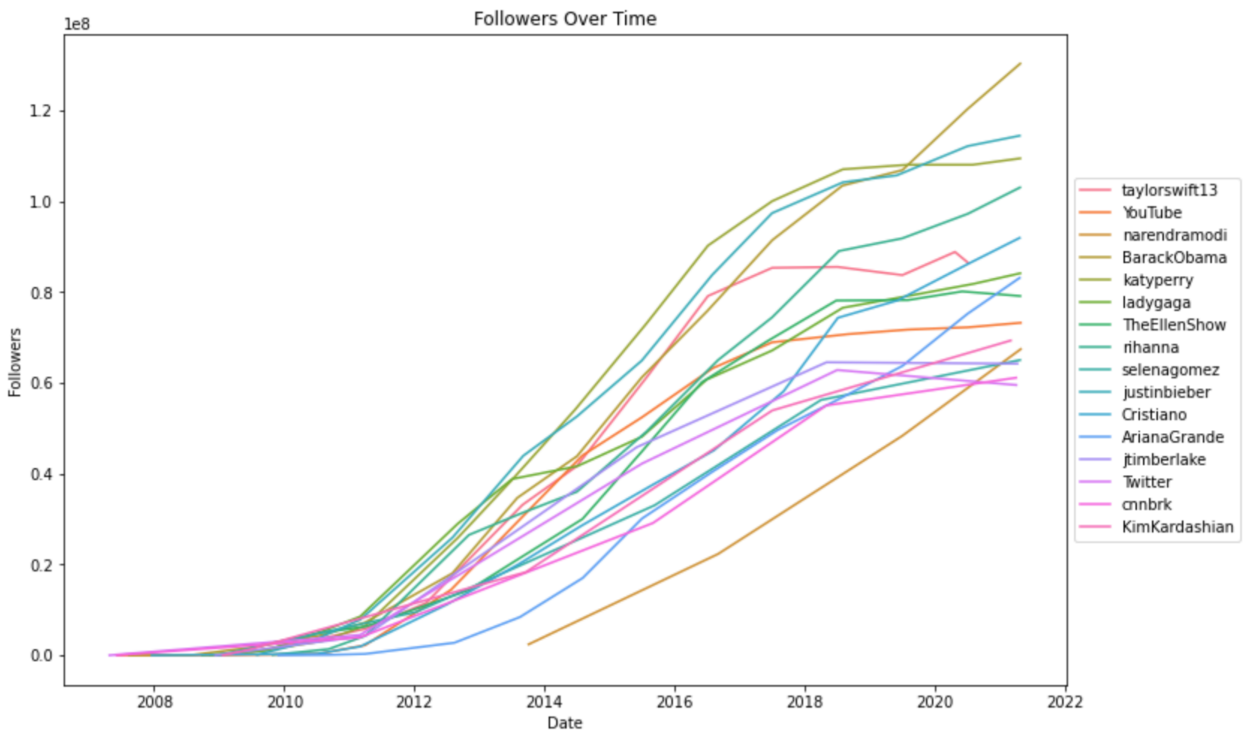 Followers Over Time
1e8
1.2
1.0
0.8
0.6
0.4
0.2
0.0
Followers
2008 2010 2012 2014 2016 2018 2020 2022
Date
taylorswift13
YouTube
narendramodi
BarackObama
katyperry
ladygaga
TheEllenShow
rihanna
selenagomez
justinbieber
Cristiano
ArianaGrande
jtimberlake
Twitter
cnnbrk
KimKardashian